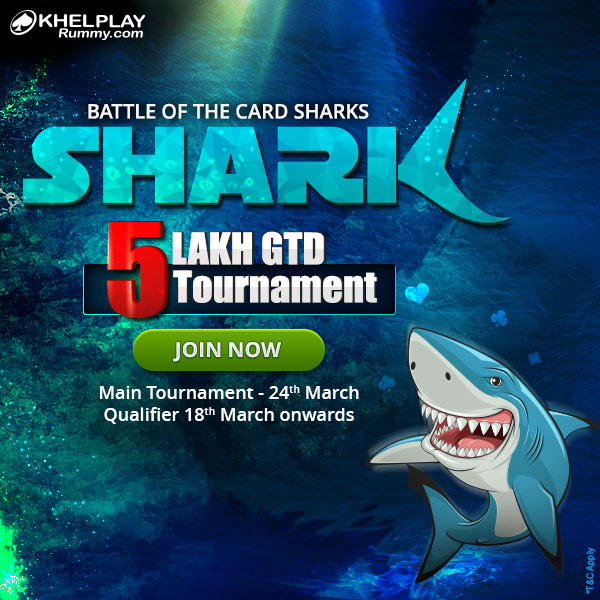 KHELPLAY
Rummy.com
BATTLE OF THE CARD SHARKS
SHARK
5 LAKH GTD
Tournament
JOIN NOW
Main Tournament - 24th March
Qualifier 18th March onwards
*T&C Apply